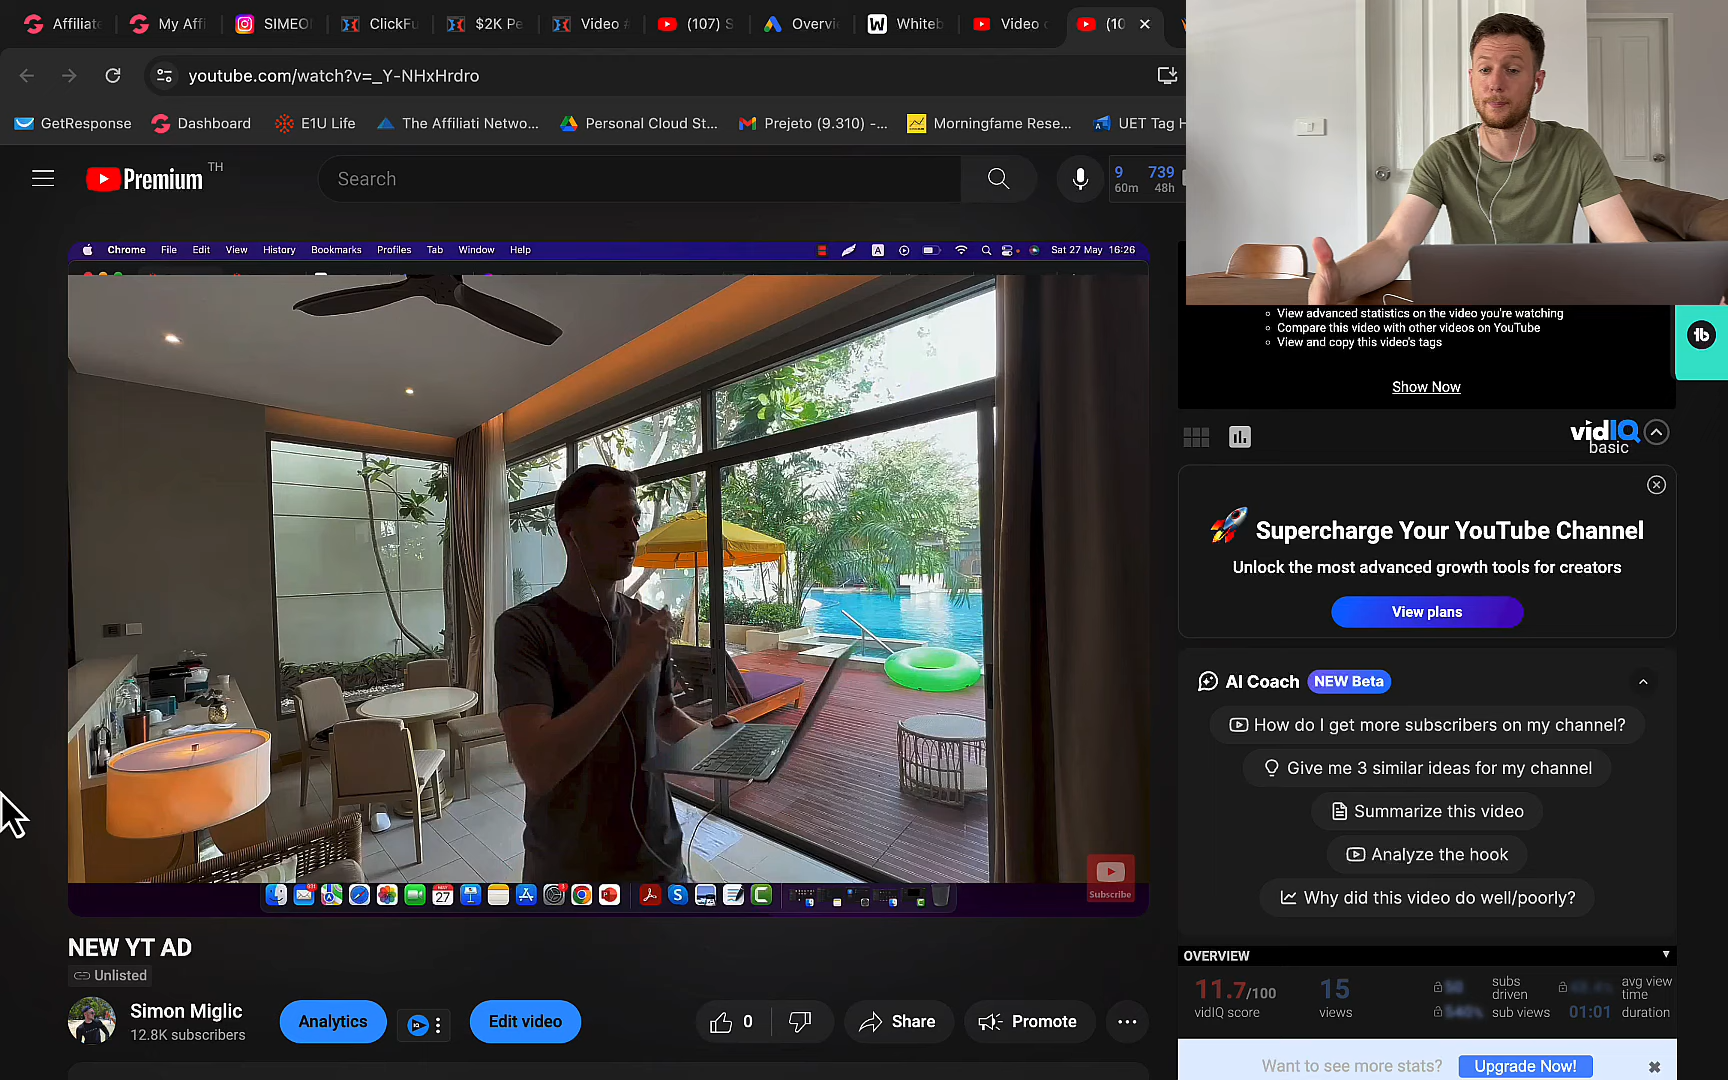 Affiliate
My Affi
SIMEO
ClickFu
$2K Pe
Video #
(107) S
Overvi
Whiteb
Video
(10
youtube.com/watch?v=_Y-NHxHrdro
GetResponse
Dashboard
E1U Life
The Affiliati Netwo...
Personal Cloud St...
Prejeto (9.310) -...
Morningfame Rese...
UET Tag H
Premium
TH
Search
9
739
60m
48h
Chrome File Edit View History Bookmarks Profiles Tab Window Help
Sat 27 May 16:26
View advanced statistics on the video you're watching
Compare this video with other videos on YouTube
View and copy this video's tags
Show Now
vidIQ
basic
Supercharge Your YouTube Channel
Unlock the most advanced growth tools for creators
View plans
AI Coach NEW Beta
How do I get more subscribers on my channel?
Give me 3 similar ideas for my channel
Summarize this video
Analyze the hook
Why did this video do well/poorly?
Subscribe
NEW YT AD
Unlisted
Simon Miglic
12.8K subscribers
Analytics
Edit video
0
Share
Promote
OVERVIEW
11.7/100
vidIQ score
15
views
subs
driven
sub views
avg view
time
01:01
duration
Want to see more stats?
Upgrade Now!